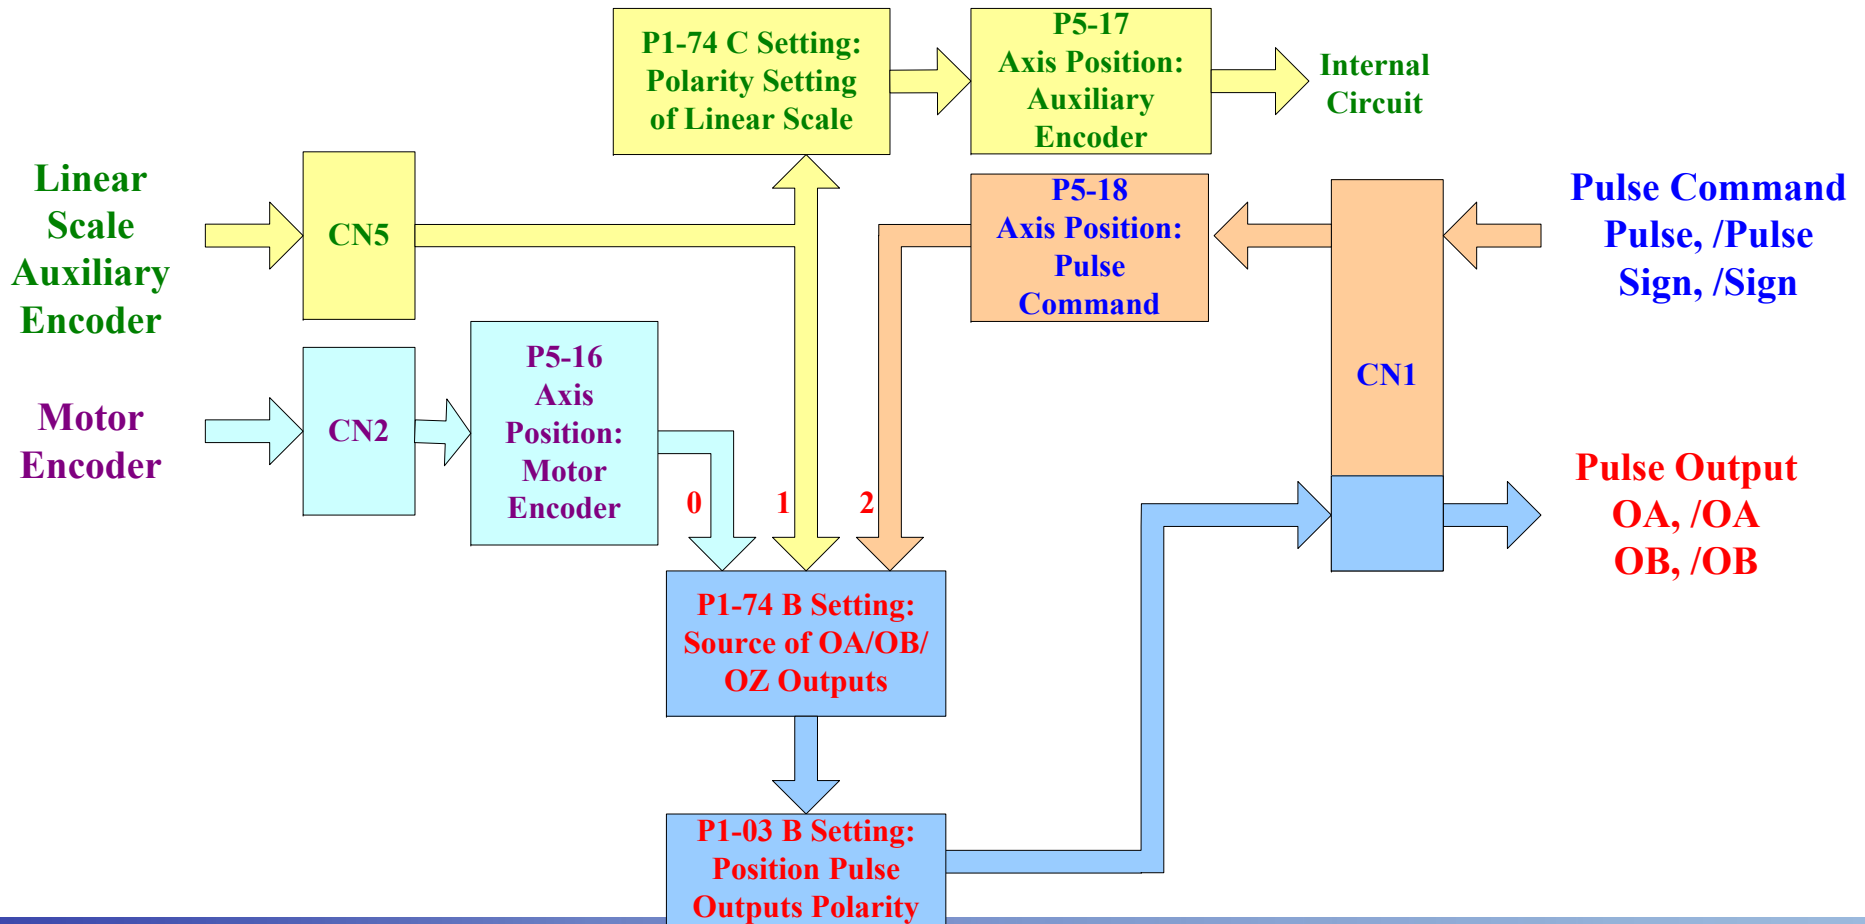 P1-74 C Setting:
Polarity Setting
of Linear Scale
P5-17
Axis Position:
Auxiliary
Encoder
Internal
Circuit
Linear
Scale
Auxiliary
Encoder
CN5
P5-18
Axis Position:
Pulse
Command
Pulse Command
Pulse, /Pulse
Sign, /Sign
CN1
Motor
Encoder
CN2
P5-16
Axis
Position:
Motor
Encoder
0
1
2
Pulse Output
OA, /OA
OB, /OB
P1-74 B Setting:
Source of OA/OB/
OZ Outputs
P1-03 B Setting:
Position Pulse
Outputs Polarity